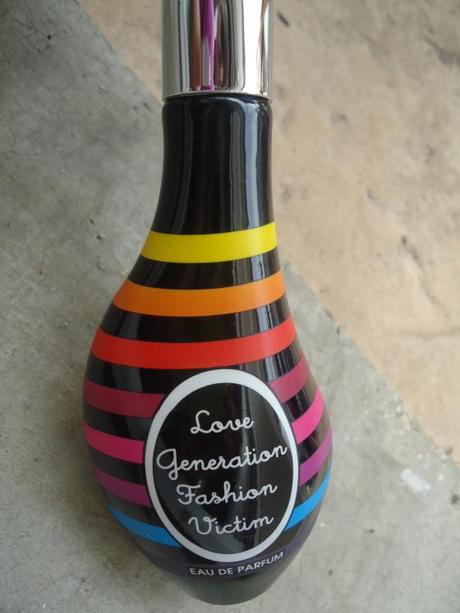 Love
Generation
Fashion
Victim
EAU DE PARFUM